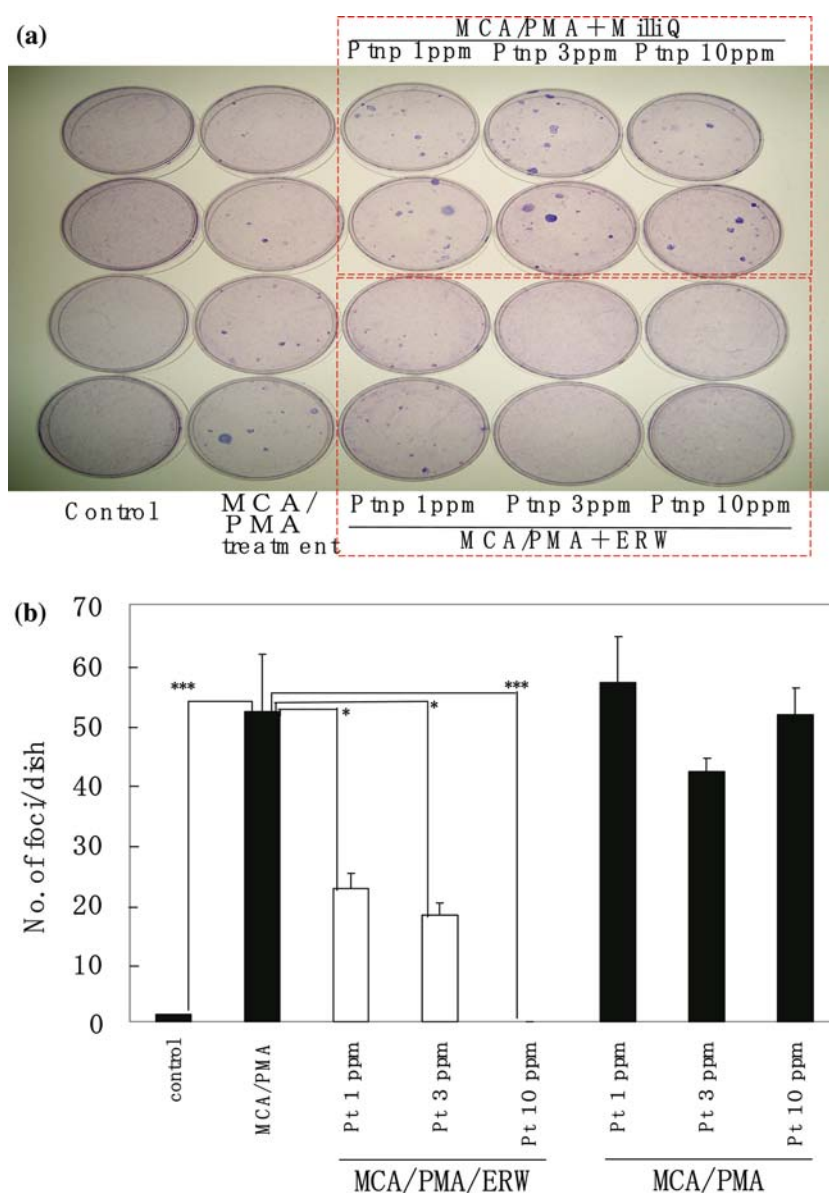 (a)
MCA/PMA+MilliQ
Ptnp 1ppm Ptnp 3ppm Ptnp 10ppm
Control
MCA/
PMA
treatment
Ptnp 1ppm Ptnp 3ppm Ptnp 10ppm
MCA/PMA+ERW
(b)
No. of foci/dish
70
60
50
40
30
20
10
0
***
*
*
***
control
MCA/PMA
Pt 1 ppm
Pt 3 ppm
Pt 10 ppm
Pt 1 ppm
Pt 3 ppm
Pt 10 ppm
MCA/PMA/ERW
MCA/PMA